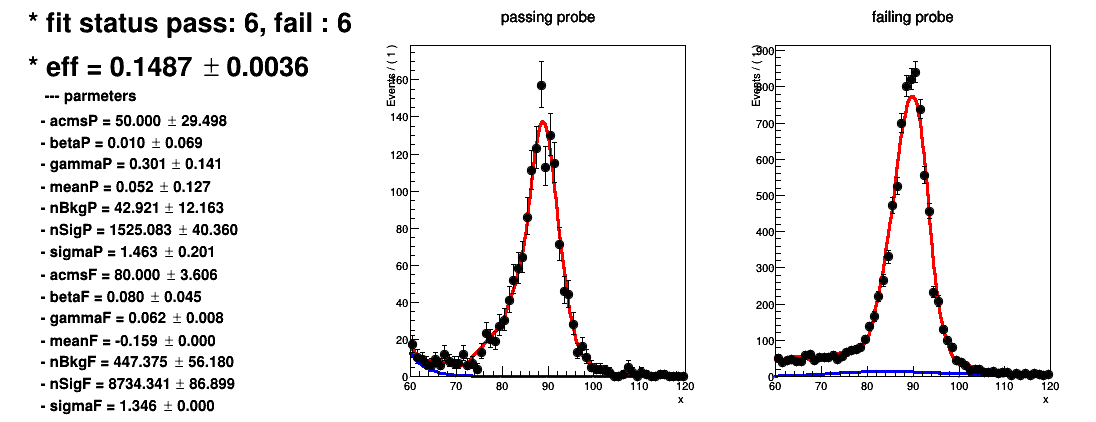 * fit status pass: 6, fail : 6
* eff = 0.1487 ± 0.0036
--- parmeters
- acmsP = 50.000 ± 29.498
- betaP = 0.010 ± 0.069
- gammaP = 0.301 ± 0.141
- meanP = 0.052 ± 0.127
- nBkgP = 42.921 ± 12.163
- nSigP = 1525.083 ± 40.360
- sigmaP = 1.463 ± 0.201
- acmsF = 80.000 ± 3.606
- betaF = 0.080 ± 0.045
- gammaF = 0.062 ± 0.008
- meanF = -0.159 ± 0.000
- nBkgF = 447.375 ± 56.180
- nSigF = 8734.341 ± 86.899
- sigmaF = 1.346 ± 0.000
passing probe
Events / ( 1 )
160
140
120
100
80
60
40
20
0
60 70 80 90 100 110 120
x
failing probe
Events / ( 1 )
900
800
700
600
500
400
300
200
100
0
60 70 80 90 100 110 120
x